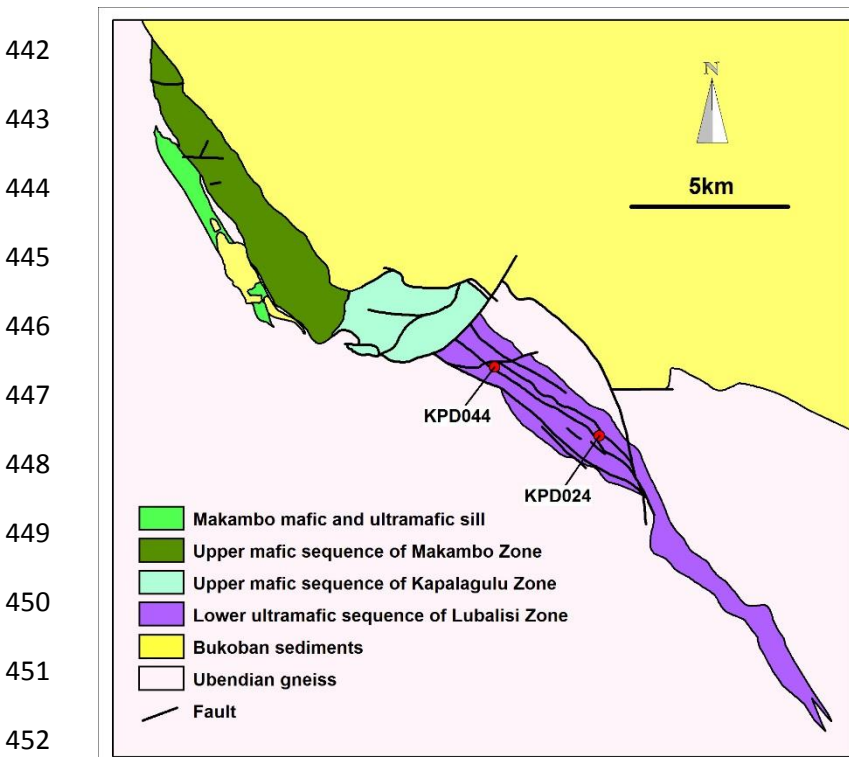 442
N
443
5km
444
445
446
447
KPD044
448
KPD024
449
Makambo mafic and ultramafic sill
Upper mafic sequence of Makambo Zone
450
Upper mafic sequence of Kapalagulu Zone
Lower ultramafic sequence of Lubalisi Zone
Bukoban sediments
451
Ubendian gneiss
Fault
452